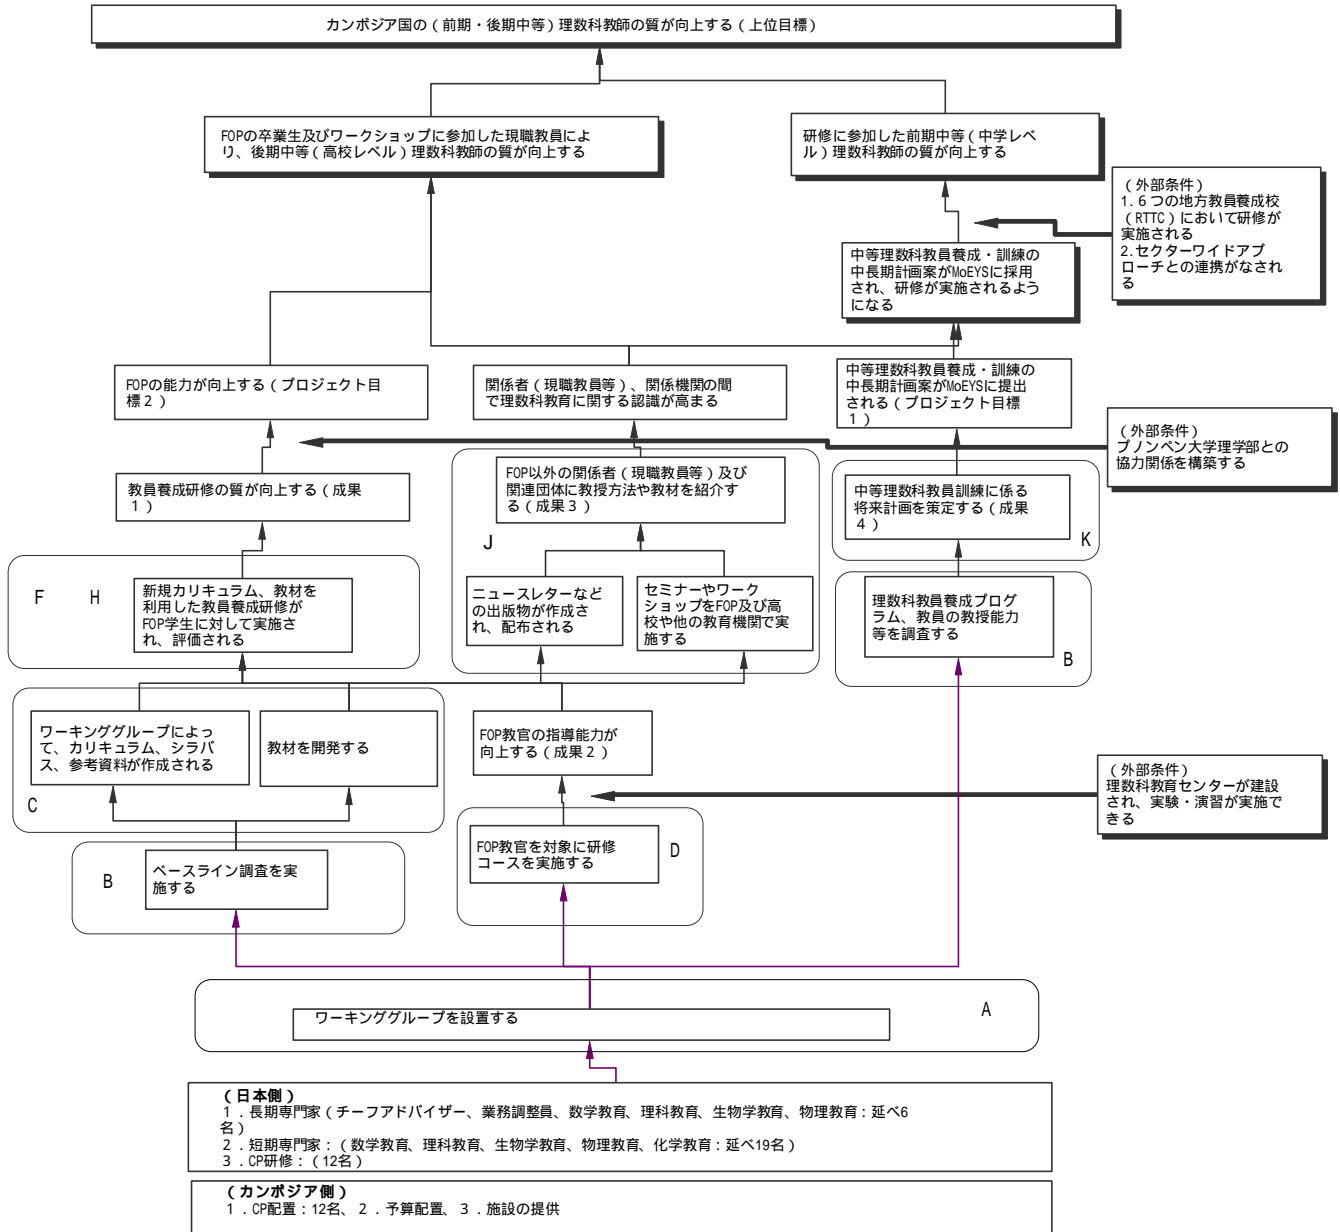 カンボジア国の(前期・後期中等)理数科教師の質が向上する(上位目標)
FOPの卒業生及びワークショップに参加した現職教員によ
り、後期中等(高校レベル)理数科教師の質が向上する
研修に参加した前期中等(中学レベ
ル)理数科教師の質が向上する
(外部条件)
1.6つの地方教員養成校
(RTTC)において研修が
実施される
2.セクターワイドアプ
ローチとの連携がなされ
る
中等理数科教員養成・訓練の
中長期計画案がMoEYSに採用
され、研修が実施されるよう
になる
FOPの能力が向上する(プロジェクト目
標2)
関係者(現職教員等)、関係機関の間
で理数科教育に関する認識が高まる
中等理数科教員養成・訓練の
中長期計画案がMoEYSに提出
される(プロジェクト目標
1)
(外部条件)
プノンペン大学理学部との
協力関係を構築する
教員養成研修の質が向上する(成果
1)
FOP以外の関係者(現職教員等)及び
関連団体に教授方法や教材を紹介す
る(成果3)
中等理数科教員訓練に係る
将来計画を策定する(成果
4)
J
K
F H
新規カリキュラム、教材を
利用した教員養成研修が
FOP学生に対して実施さ
れ、評価される
ニュースレターなど
の出版物が作成さ
れ、配布される
セミナーやワーク
ショップをFOP及び高
校や他の教育機関で実
施する
理数科教員養成プログ
ラム、教員の教授能力
等を調査する
B
ワーキンググループによっ
て、カリキュラム、シラバ
ス、参考資料が作成される
教材を開発する
C
FOP教官の指導能力が
向上する(成果2)
(外部条件)
理数科教育センターが建設
され、実験・演習が実施で
きる
B
ベースライン調査を実
施する
FOP教官を対象に研修
コースを実施する
D
ワーキンググループを設置する
A
(日本側)
1.長期専門家(チーフアドバイザー、業務調整員、数学教育、理科教育、生物学教育、物理教育:延べ6
名)
2.短期専門家:(数学教育、理科教育、生物学教育、物理教育、化学教育:延べ19名)
3.CP研修:(12名)
(カンボジア側)
1.CP配置:12名、2.予算配置、3.施設の提供